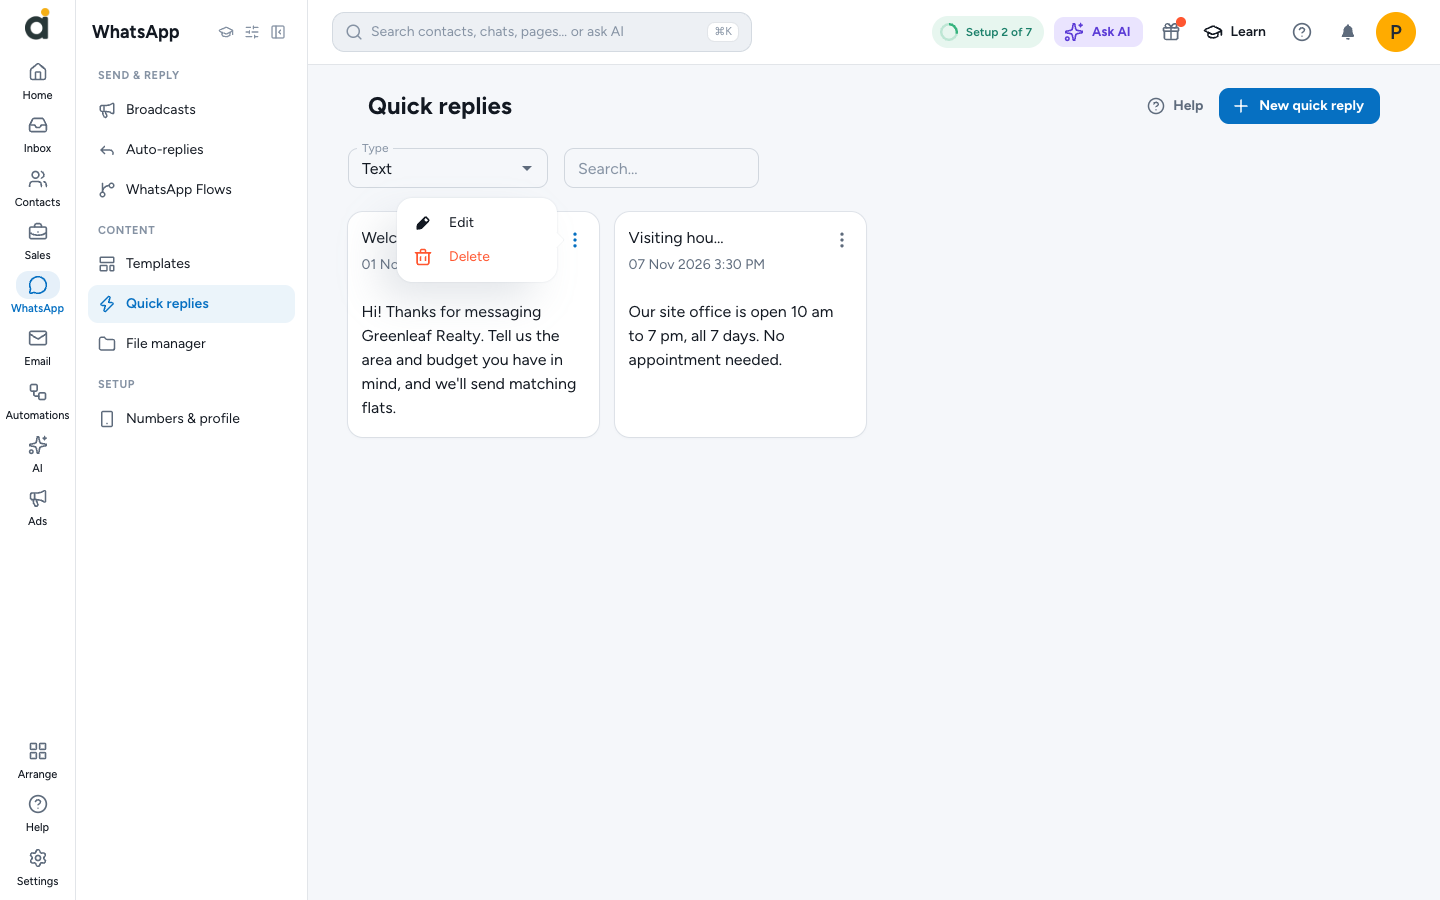 WhatsApp
Search contacts, chats, pages... or ask AI
⌘K
Setup 2 of 7
Ask AI
Learn
P
Home
Inbox
Contacts
Sales
WhatsApp
Email
Automations
AI
Ads
Arrange
Help
Settings
SEND & REPLY
Broadcasts
Auto-replies
WhatsApp Flows
CONTENT
Templates
Quick replies
File manager
SETUP
Numbers & profile
Quick replies
Help
New quick reply
Type
Text
Search...
Edit
Delete
01
Hi! Thanks for messaging
Greenleaf Realty. Tell us the
area and budget you have in
mind, and we'll send matching
flats.
Visiting hou...
07 Nov 2026 3:30 PM
Our site office is open 10 am
to 7 pm, all 7 days. No
appointment needed.